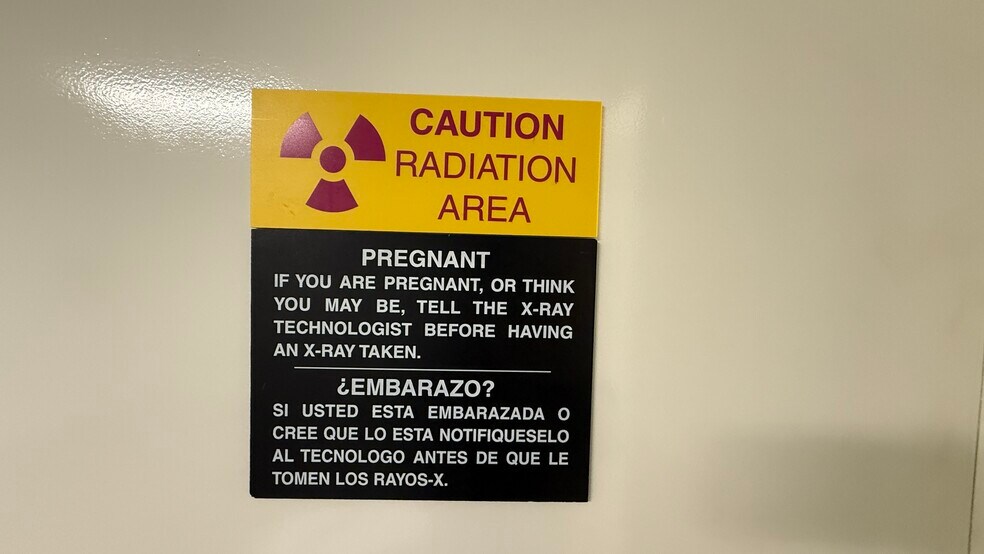 CAUTION
RADIATION
AREA
PREGNANT
IF YOU ARE PREGNANT, OR THINK
YOU MAY BE, TELL THE X-RAY
TECHNOLOGIST BEFORE HAVING
AN X-RAY TAKEN.
¿EMBARAZO?
SI USTED ESTA EMBARAZADA O
CREE QUE LO ESTA NOTIFIQUESELO
AL TECNOLOGO ANTES DE QUE LE
TOMEN LOS RAYOS-X.